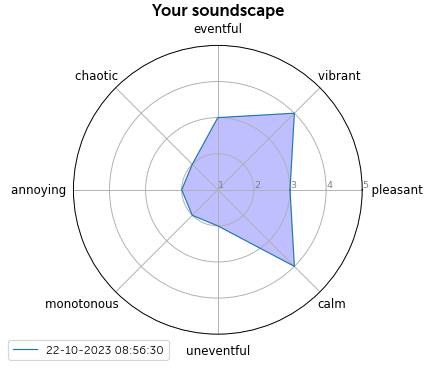 Your soundscape
eventful
chaotic
vibrant
annoying
1 2 3 4 5
pleasant
monotonous
calm
uneventful
22-10-2023 08:56:30